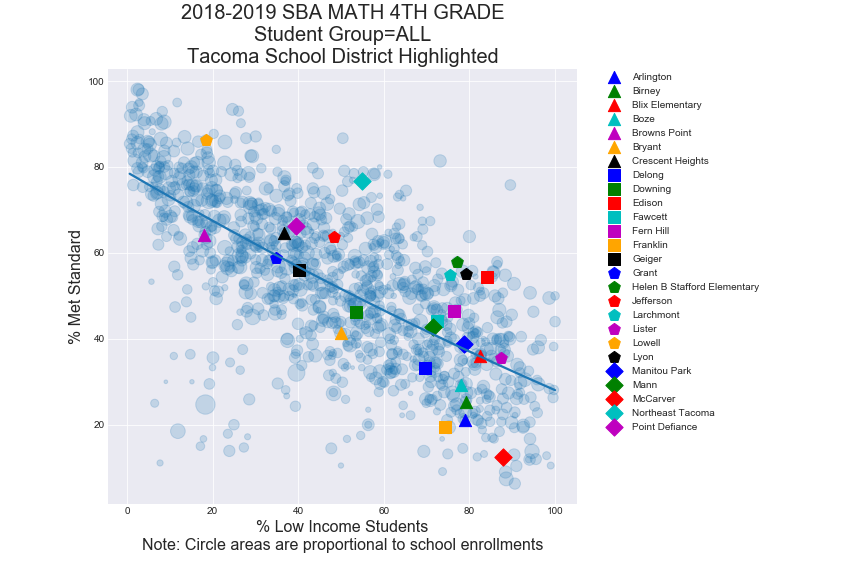 2018-2019 SBA MATH 4TH GRADE
Student Group=ALL
Tacoma School District Highlighted
100
80
60
40
20
% Met Standard
0
20
40
60
80
100
% Low Income Students
Note: Circle areas are proportional to school enrollments
Arlington
Birney
Blix Elementary
Boze
Browns Point
Bryant
Crescent Heights
Delong
Downing
Edison
Fawcett
Fern Hill
Franklin
Geiger
Grant
Helen B Stafford Elementary
Jefferson
Larchmont
Lister
Lowell
Lyon
Manitou Park
Mann
McCarver
Northeast Tacoma
Point Defiance